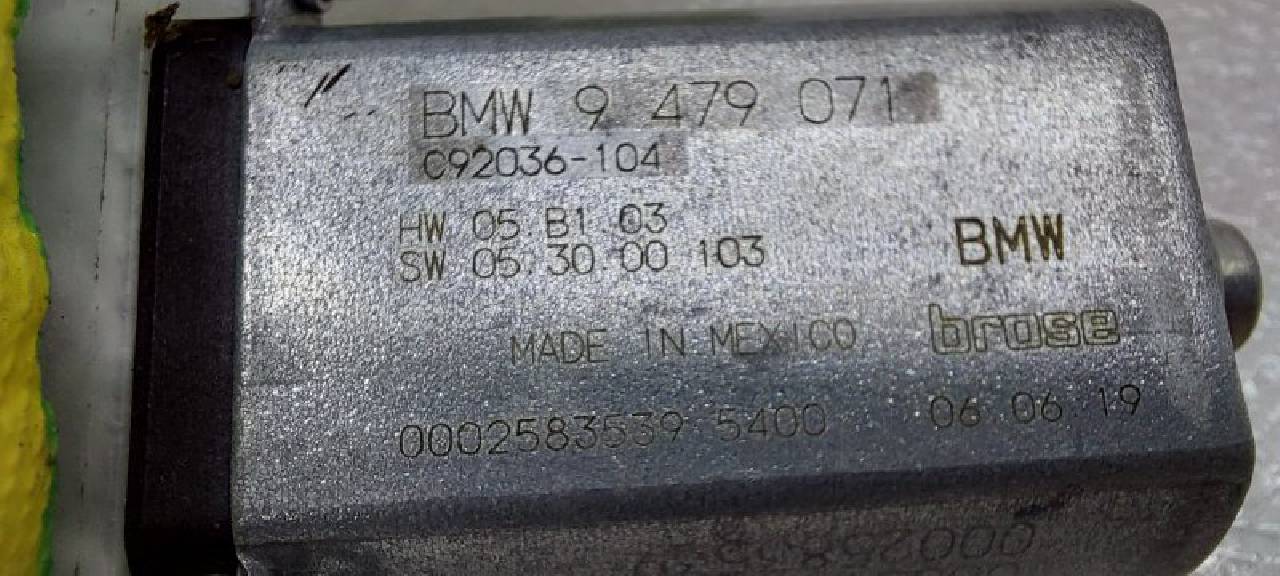 BMW 9 479 071
C92036-104
HW 05 B1 03
SW 05.30.00 103
BMW
MADE IN MEXICO
brose
0002583539 5400
06 06 19